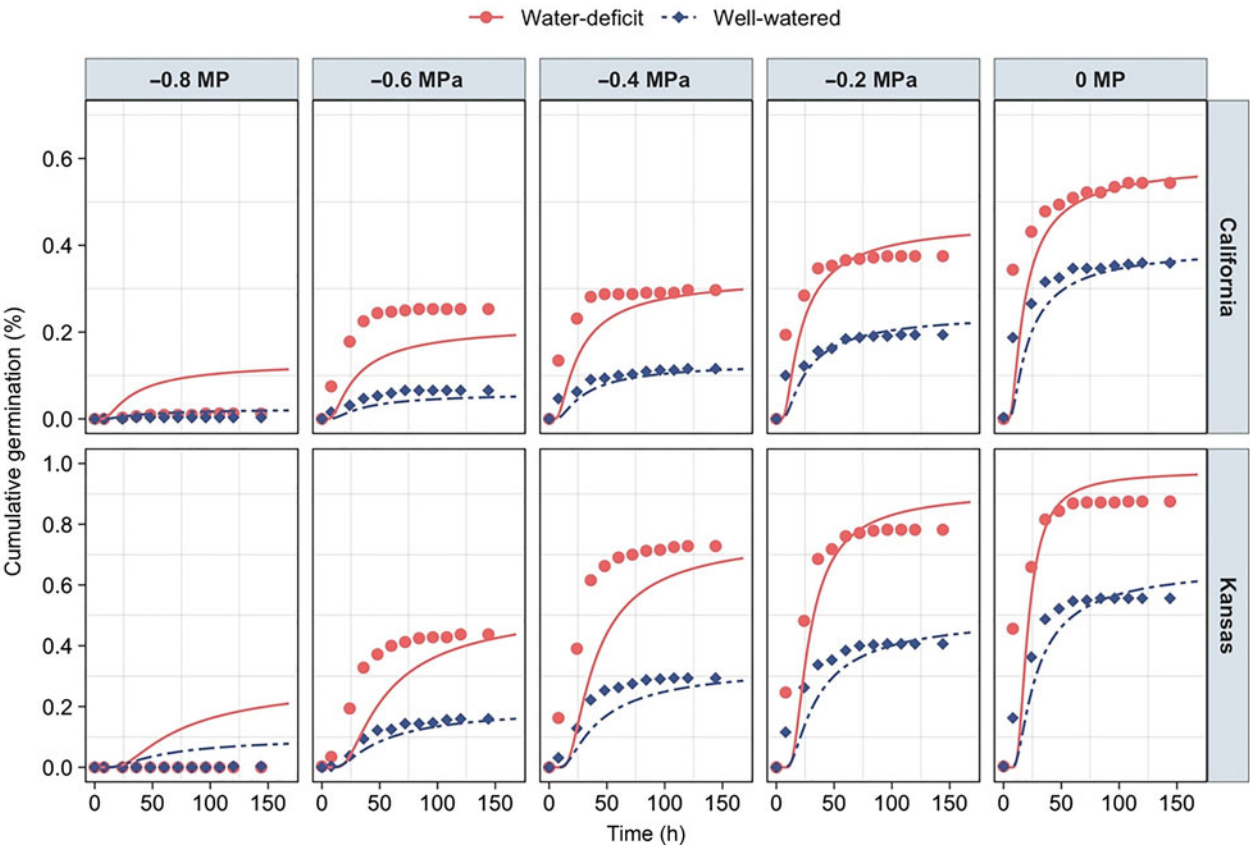 Water-deficit Well-watered
–0.8 MP –0.6 MPa –0.4 MPa –0.2 MPa 0 MP
0.6
0.4
0.2
0.0
California
1.0
0.8
0.6
0.4
0.2
0.0
Kansas
Cumulative germination (%)
0 50 100 150 0 50 100 150 0 50 100 150 0 50 100 150 0 50 100 150
Time (h)